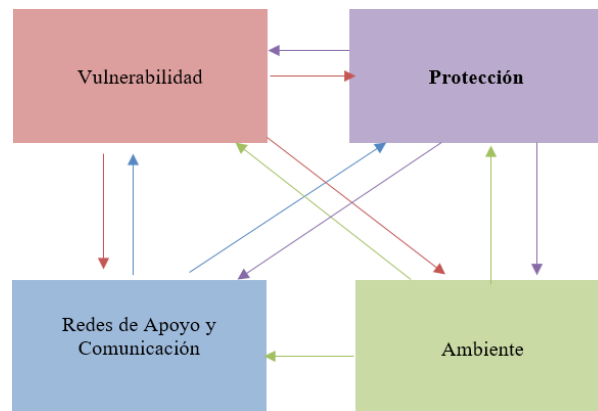 Vulnerabilidad
Protección
Redes de Apoyo y
Comunicación
Ambiente